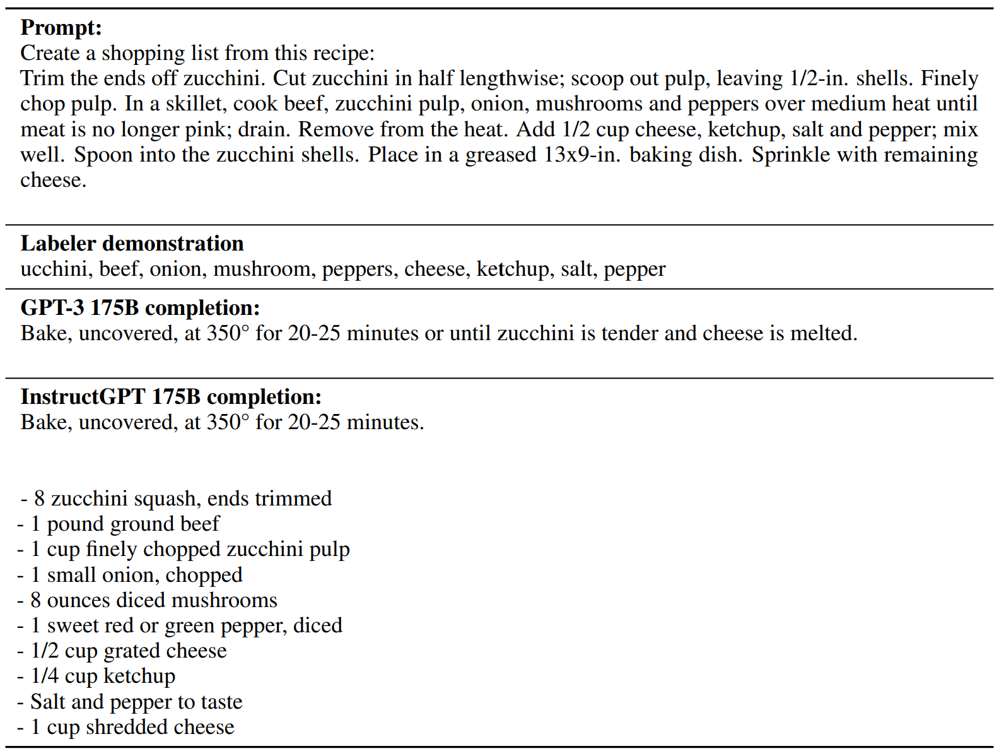 Prompt:
Create a shopping list from this recipe:
Trim the ends off zucchini. Cut zucchini in half lengthwise; scoop out pulp, leaving 1/2-in. shells. Finely
chop pulp. In a skillet, cook beef, zucchini pulp, onion, mushrooms and peppers over medium heat until
meat is no longer pink; drain. Remove from the heat. Add 1/2 cup cheese, ketchup, salt and pepper; mix
well. Spoon into the zucchini shells. Place in a greased 13x9-in. baking dish. Sprinkle with remaining
cheese.
Labeler demonstration
ucchini, beef, onion, mushroom, peppers, cheese, ketchup, salt, pepper
GPT-3 175B completion:
Bake, uncovered, at 350° for 20-25 minutes or until zucchini is tender and cheese is melted.
InstructGPT 175B completion:
Bake, uncovered, at 350° for 20-25 minutes.
- 8 zucchini squash, ends trimmed
- 1 pound ground beef
- 1 cup finely chopped zucchini pulp
- 1 small onion, chopped
- 8 ounces diced mushrooms
- 1 sweet red or green pepper, diced
- 1/2 cup grated cheese
- 1/4 cup ketchup
- Salt and pepper to taste
- 1 cup shredded cheese